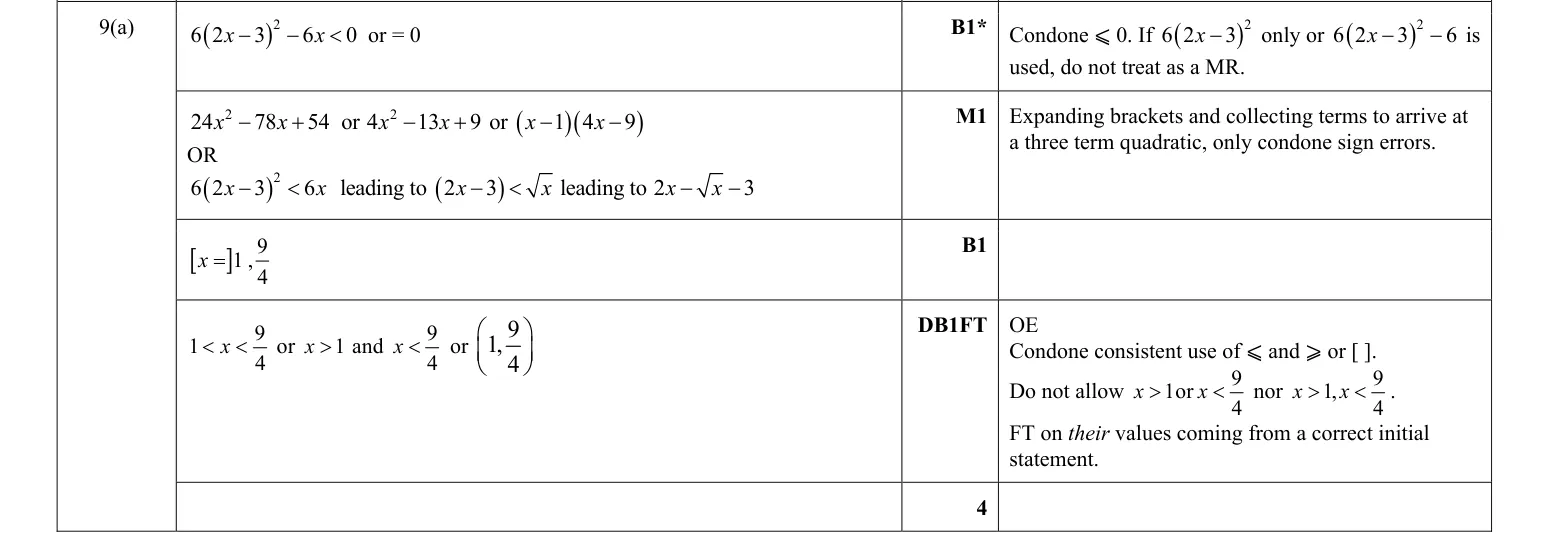 9(a)
6(2x−3)² −6x<0 or = 0
B1*
Condone ⩽ 0. If 6(2x−3)² only or 6(2x−3)² −6 is
used, do not treat as a MR.
24x² −78x+54 or 4x² −13x+9 or (x−1)(4x−9)
OR
6(2x−3)² <6x leading to (2x−3)<√x leading to 2x−√x−3
M1
Expanding brackets and collecting terms to arrive at
a three term quadratic, only condone sign errors.
[x =]1 , 9/4
B1
1< x< 9/4 or x>1 and x< 9/4 or (1, 9/4)
DB1FT
OE
Condone consistent use of ⩽ and ⩾ or [ ].
Do not allow x >1or x < 9/4 nor x >1, x < 9/4 .
FT on their values coming from a correct initial
statement.
4